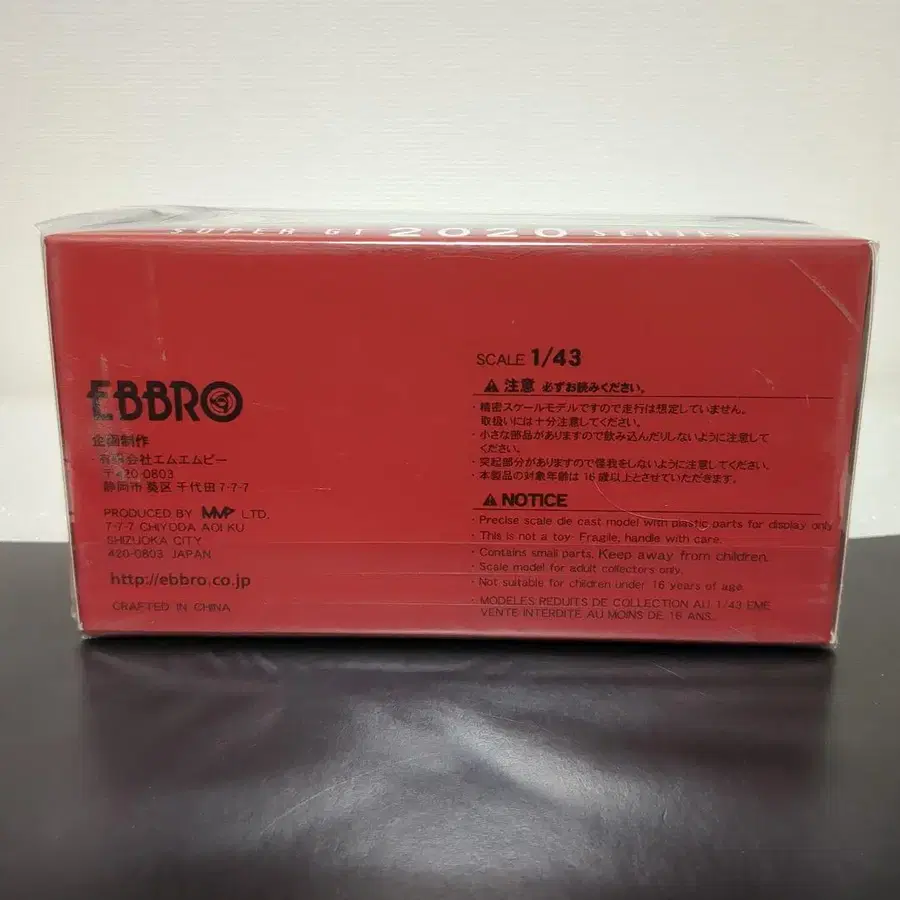 SUPER GT 2020 SERIES
EBBRO
企画制作
有限会社エムエムピー
〒420-0803
静岡市 葵区 千代田 7-7-7
PRODUCED BY MMP LTD.
7-7-7 CHIYODA AOI KU
SHIZUOKA CITY
420-0803 JAPAN
http://ebbro.co.jp
CRAFTED IN CHINA
SCALE 1/43
注意 必ずお読みください。
・精密スケールモデルですので走行は想定していません。
取扱いには十分注意してください。
・小さな部品がありますので飲み込んだりしないように注意して
ください。
・突起部分がありますので怪我をしないように注意してください。
・本製品の対象年齢は 16 歳以上とさせていただきます。
NOTICE
・Precise scale die cast model with plastic parts for display only
・This is not a toy. Fragile, handle with care.
・Contains small parts. Keep away from children.
・Scale model for adult collectors only.
・Not suitable for children under 16 years of age.
・MODELES REDUITS DE COLLECTION AU 1/43 EME
VENTE INTERDITE AU MOINS DE 16 ANS.